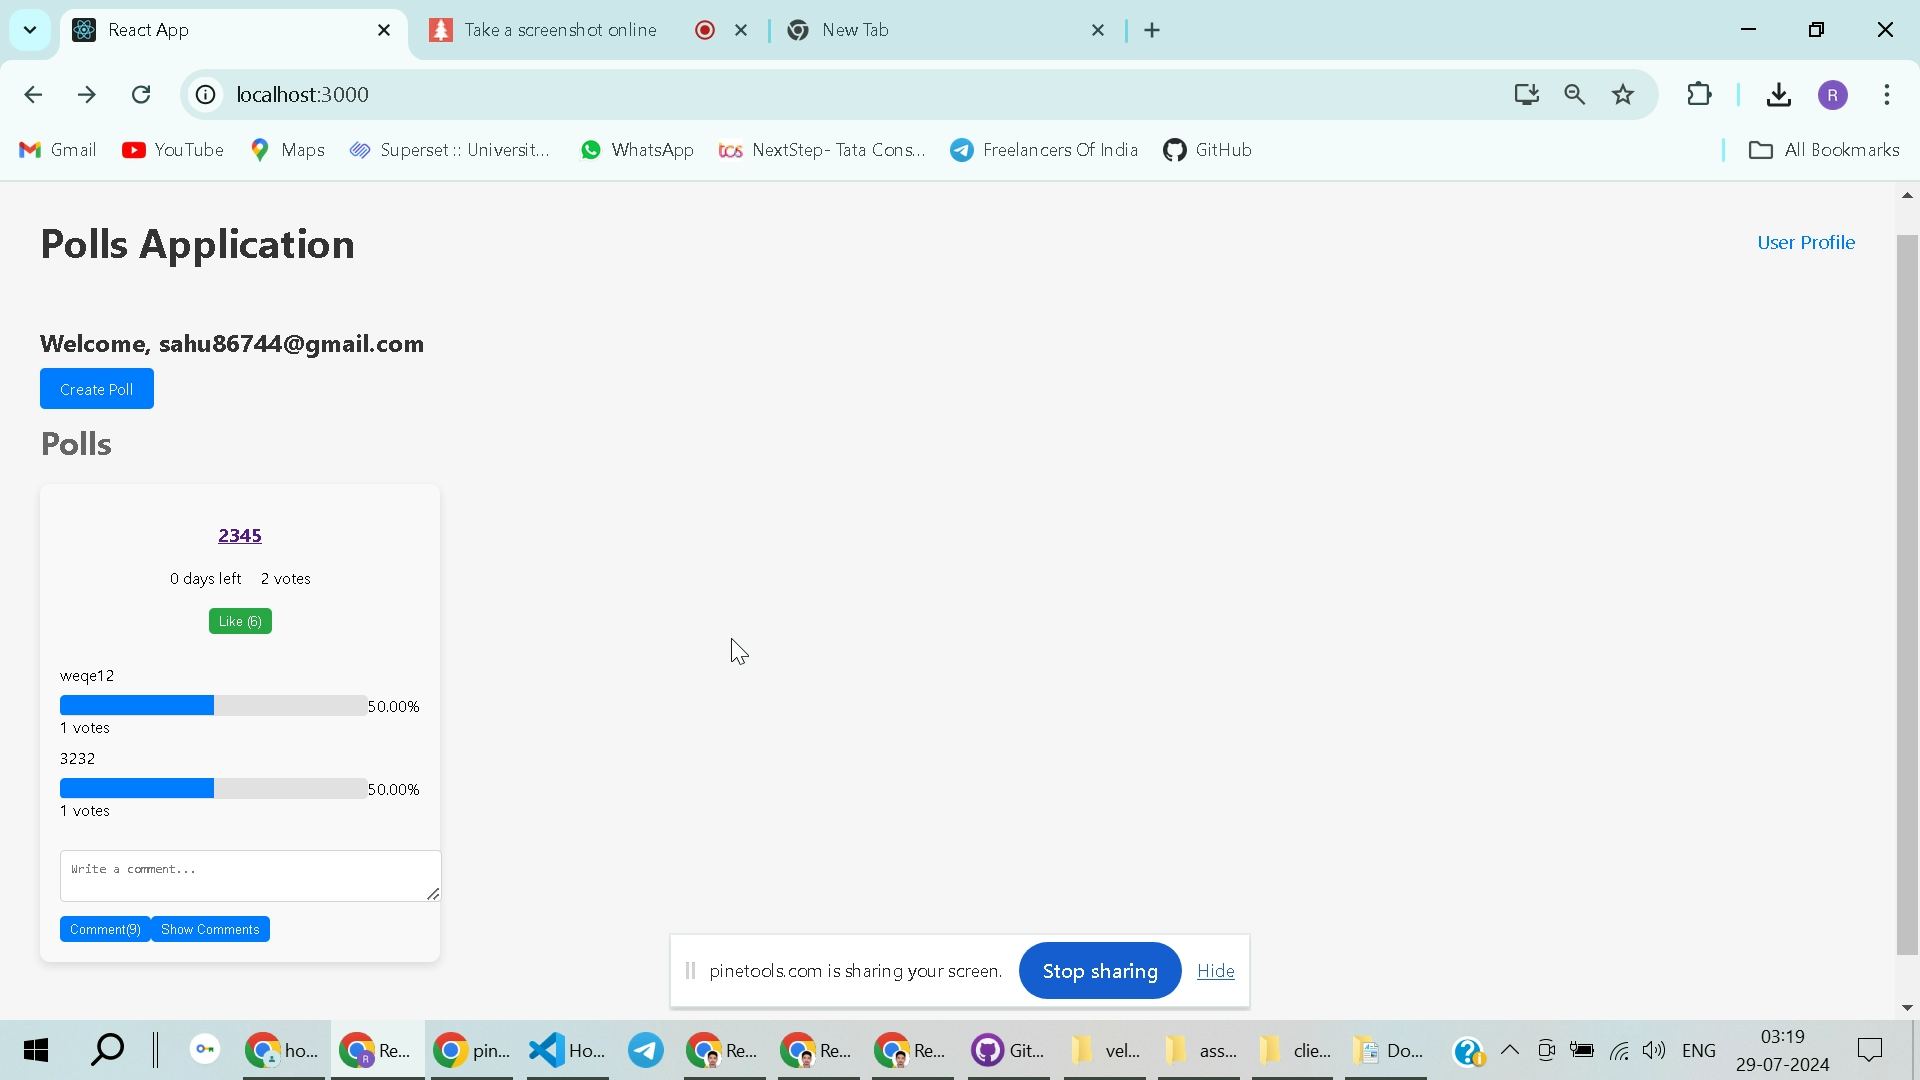 React App
Take a screenshot online
New Tab
localhost:3000
Gmail
YouTube
Maps
Superset :: Universit...
WhatsApp
tcs NextStep- Tata Cons...
Freelancers Of India
GitHub
All Bookmarks
R
Polls Application
User Profile
Welcome, sahu86744@gmail.com
Create Poll
Polls
2345
0 days left 2 votes
Like (6)
weqe12
50.00%
1 votes
3232
50.00%
1 votes
Write a comment...
Comment(9) Show Comments
pinetools.com is sharing your screen. Stop sharing Hide
ho... Re... pin... Ho... Re... Re... Re... Git... vel... ass... clie... Do... ENG
03:19
29-07-2024